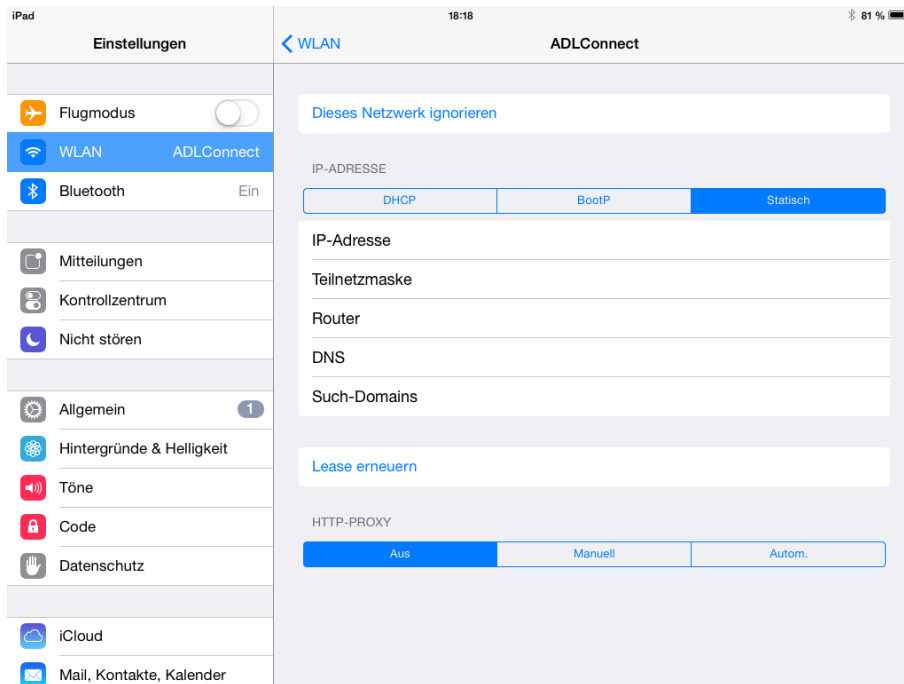 iPad 18:18 81 %
Einstellungen
WLAN ADLConnect
Flugmodus
WLAN ADLConnect
Bluetooth Ein
Mitteilungen
Kontrollzentrum
Nicht stören
Allgemein 1
Hintergründe & Helligkeit
Töne
Code
Datenschutz
iCloud
Mail, Kontakte, Kalender
Dieses Netzwerk ignorieren
IP-ADRESSE
DHCP BootP Statisch
IP-Adresse
Teilnetzmaske
Router
DNS
Such-Domains
Lease erneuern
HTTP-PROXY
Aus Manuell Autom.